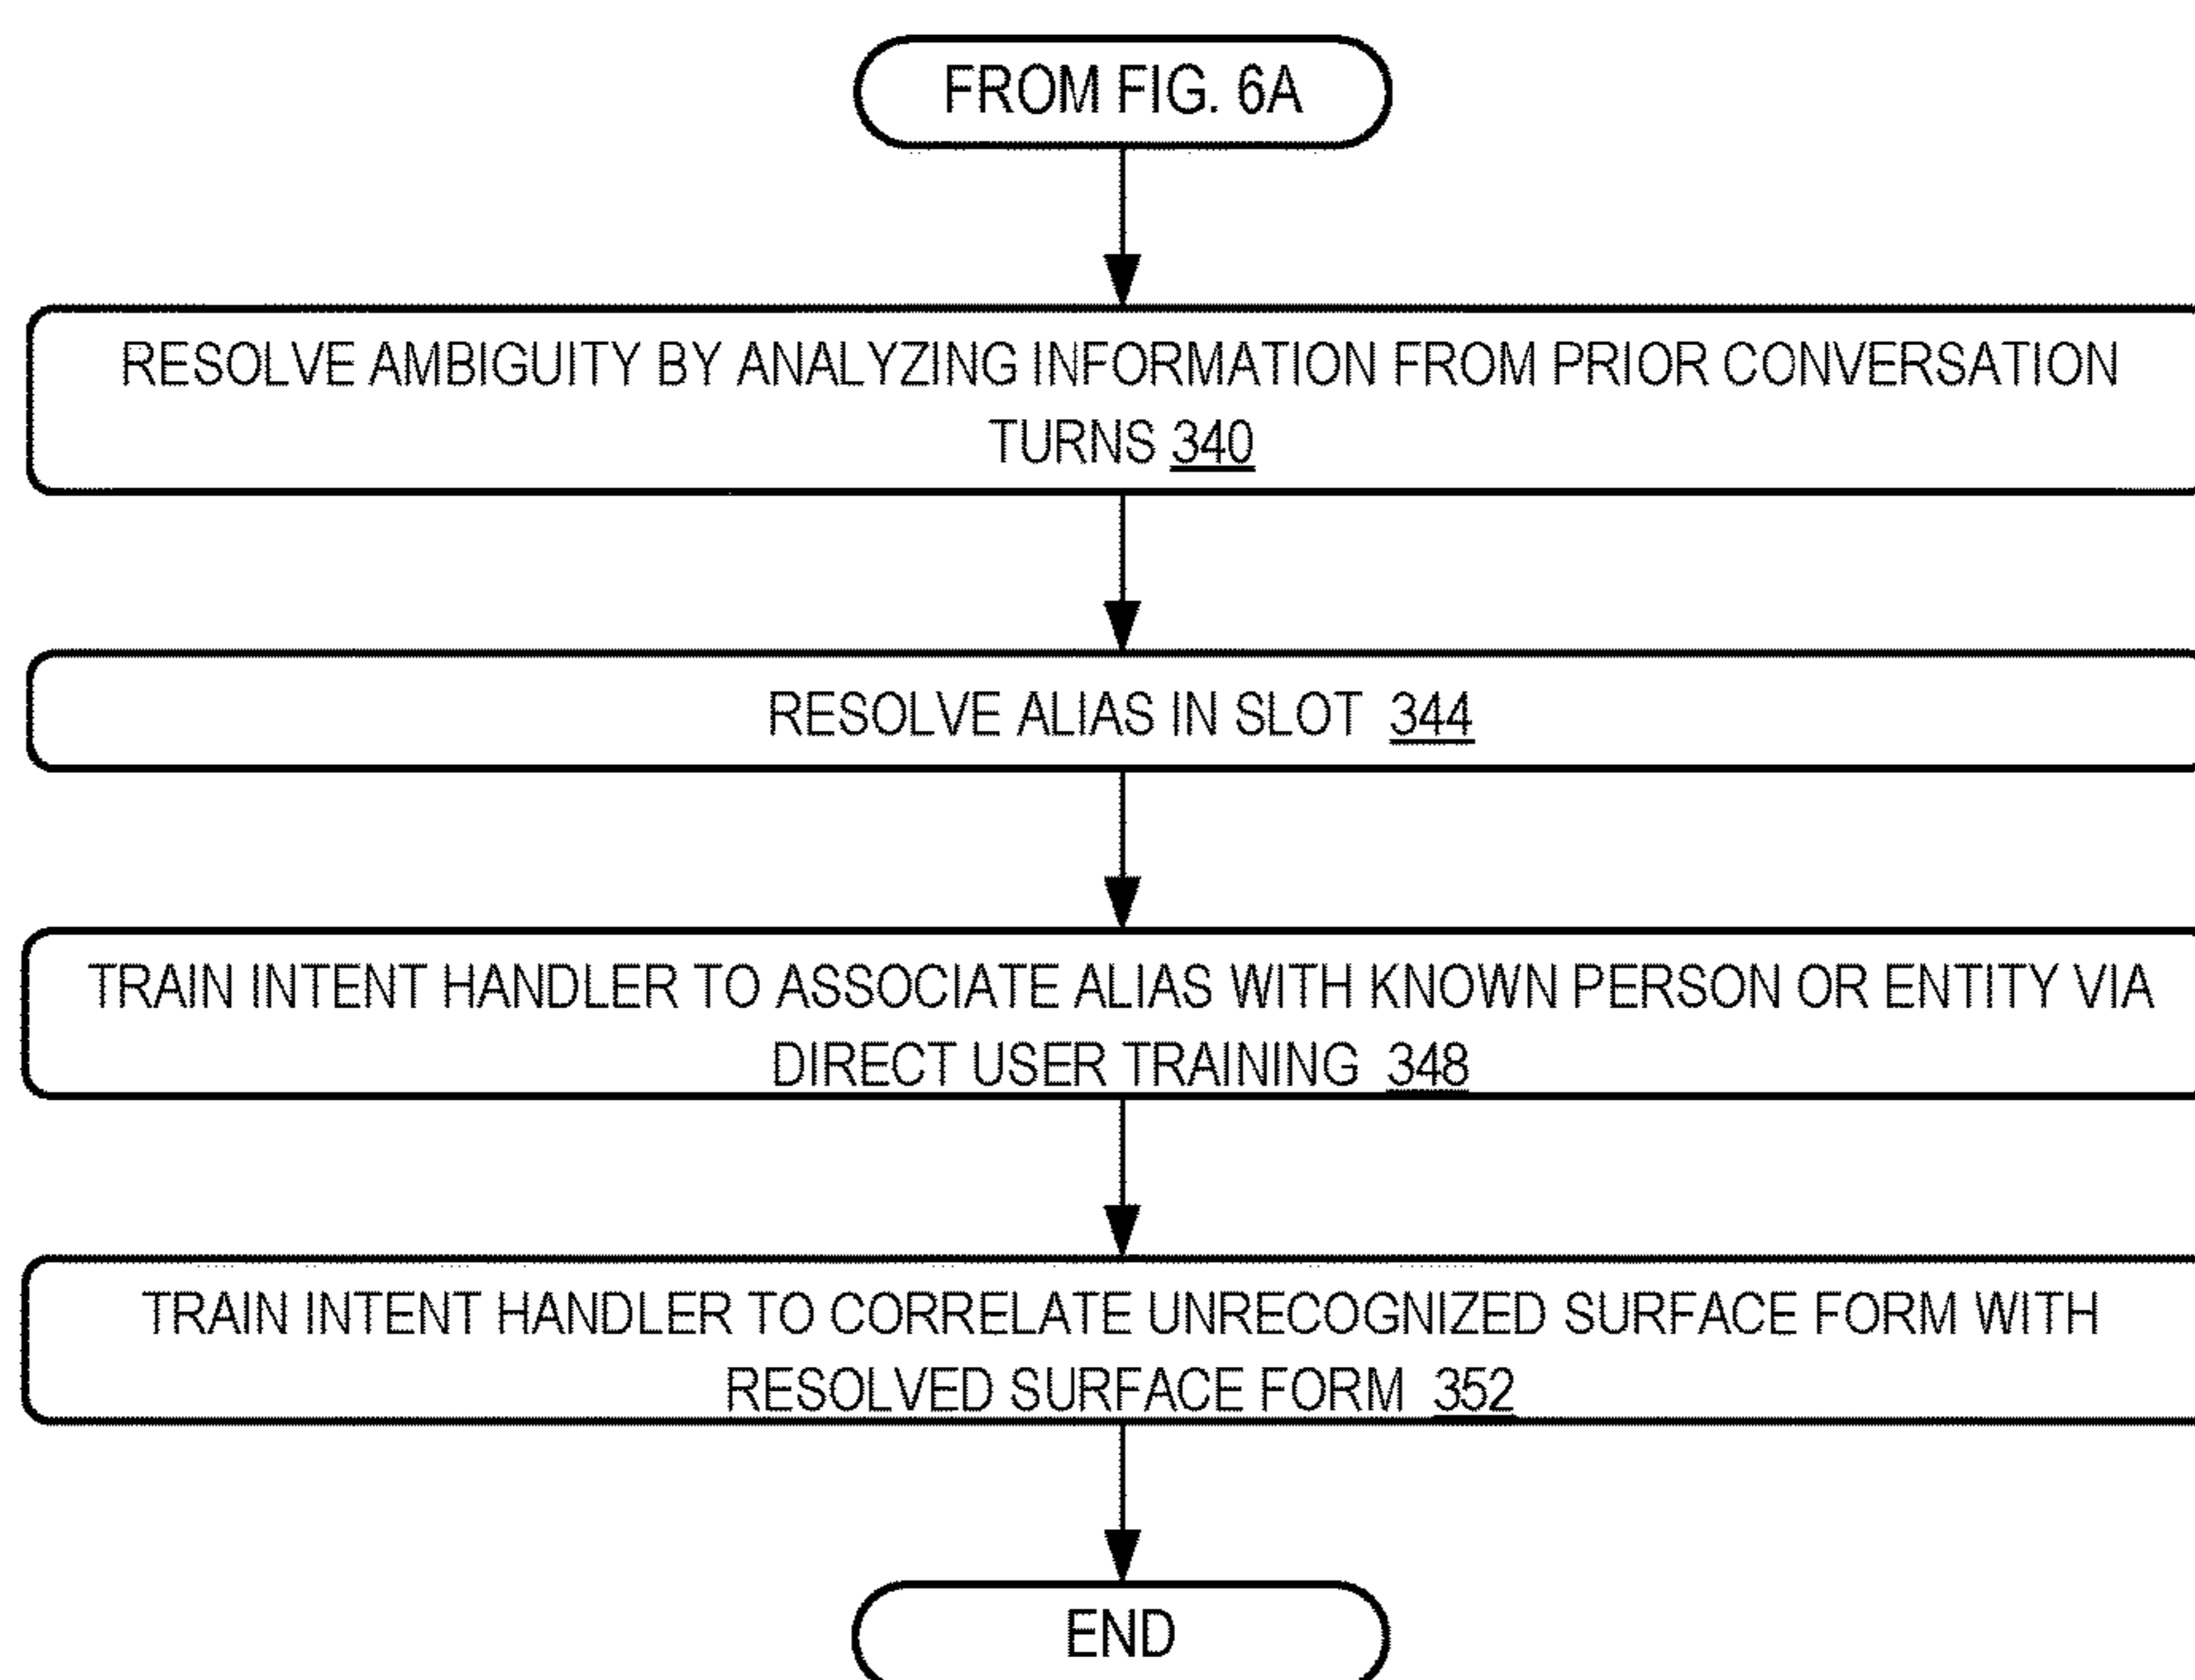 FROM FIG. 6A
RESOLVE AMBIGUITY BY ANALYZING INFORMATION FROM PRIOR CONVERSATION
TURNS 340
RESOLVE ALIAS IN SLOT 344
TRAIN INTENT HANDLER TO ASSOCIATE ALIAS WITH KNOWN PERSON OR ENTITY VIA
DIRECT USER TRAINING 348
TRAIN INTENT HANDLER TO CORRELATE UNRECOGNIZED SURFACE FORM WITH
RESOLVED SURFACE FORM 352
END